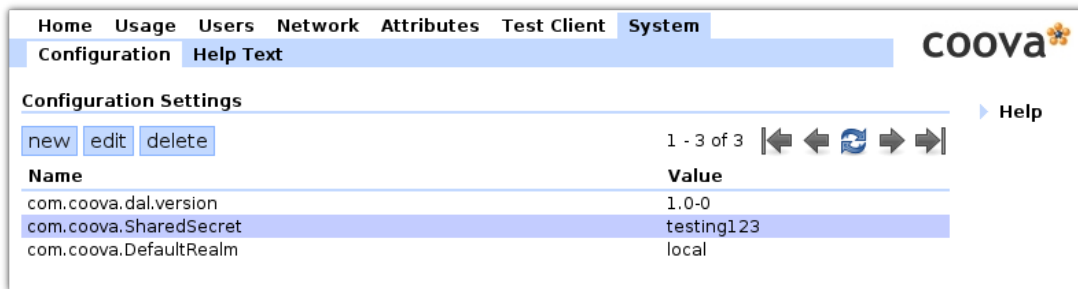 Home Usage Users Network Attributes Test Client System
Configuration Help Text
coova
Configuration Settings
Help
new edit delete 1 - 3 of 3
Name Value
com.coova.dal.version 1.0-0
com.coova.SharedSecret testing123
com.coova.DefaultRealm local